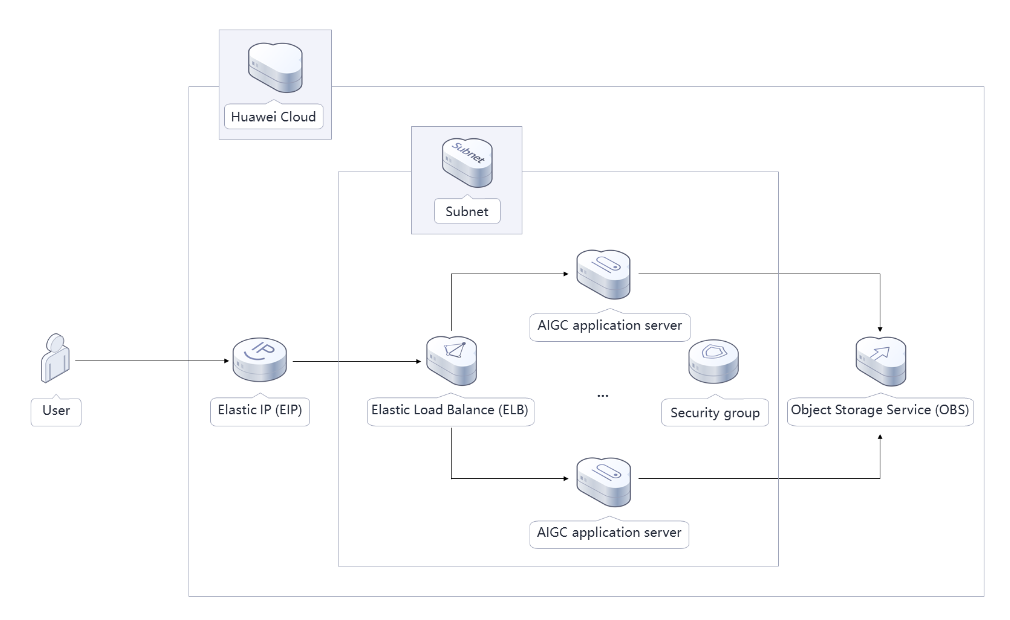 Huawei Cloud
Subnet
Subnet
AIGC application server
IP
User
Elastic IP (EIP)
Elastic Load Balance (ELB)
...
Security group
Object Storage Service (OBS)
AIGC application server